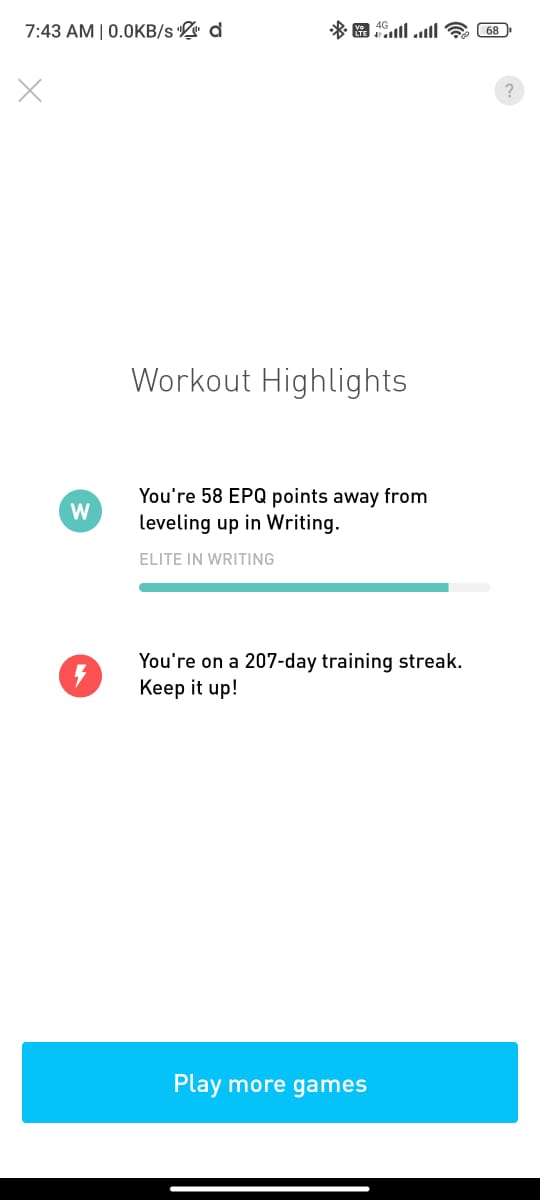 7:43 AM | 0.0KB/s d
Vo LTE 4G 68
?
Workout Highlights
W
You're 58 EPQ points away from
leveling up in Writing.
ELITE IN WRITING
You're on a 207-day training streak.
Keep it up!
Play more games